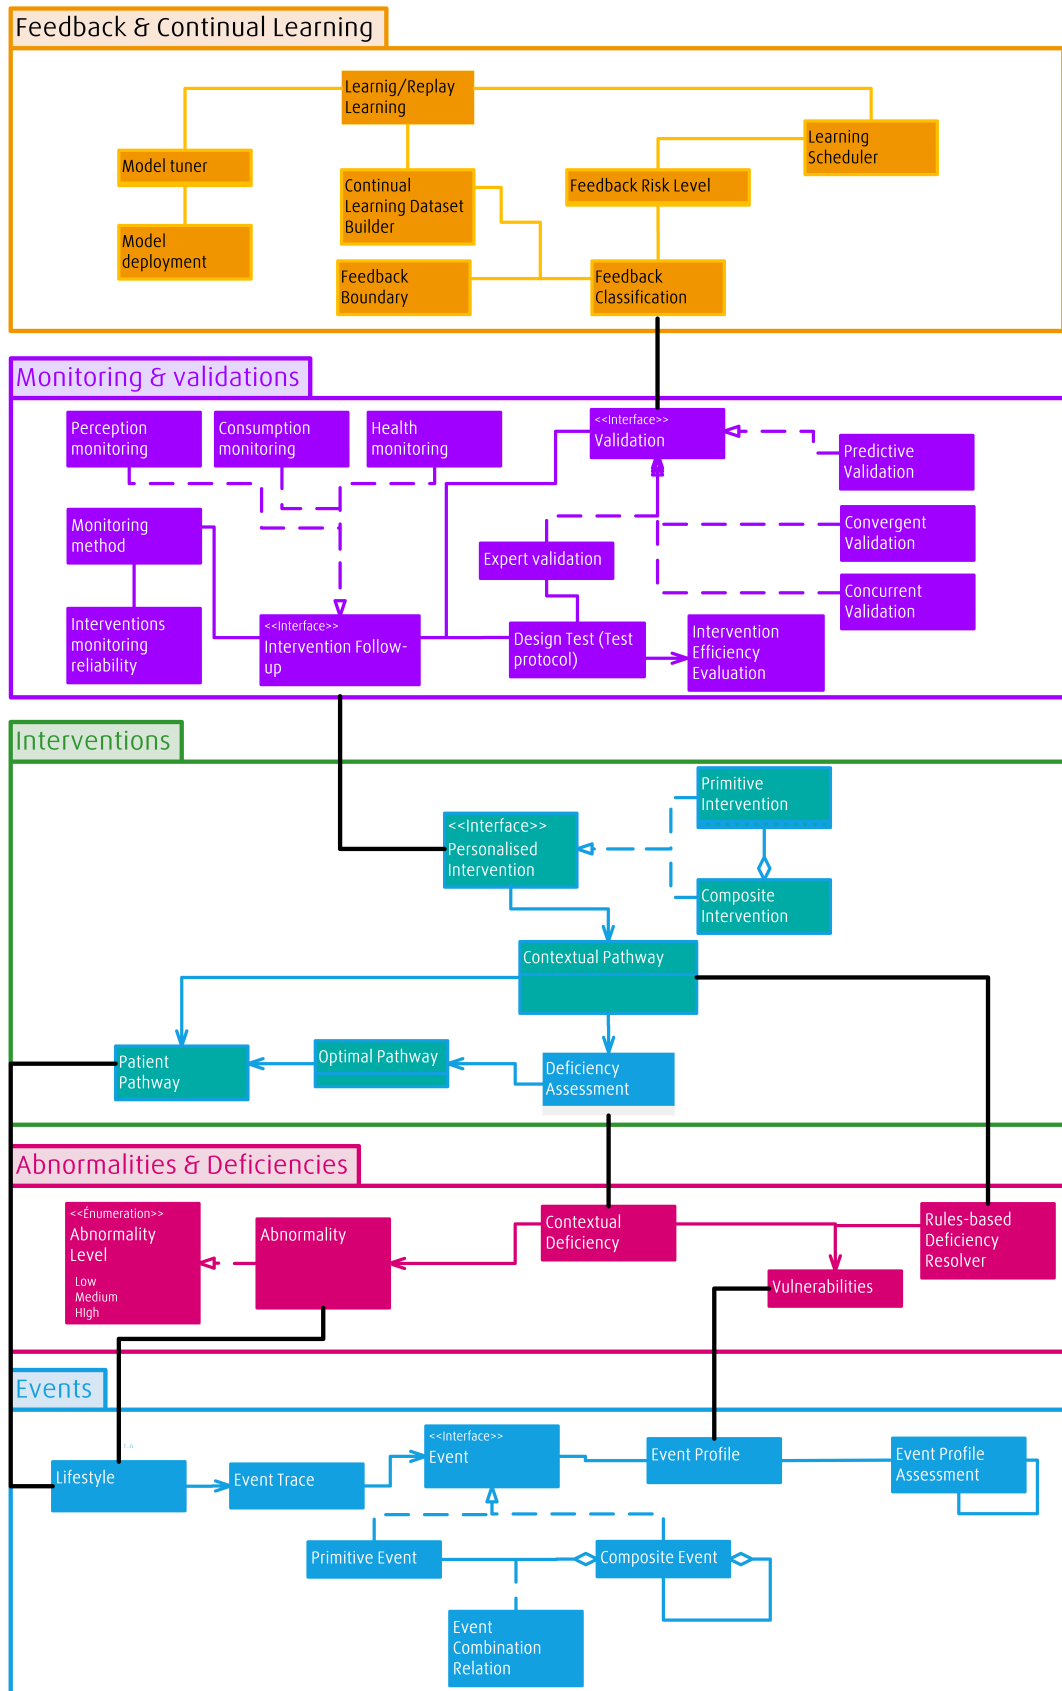 Feedback & Continual Learning
Learnig/Replay
Learning
Learning
Scheduler
Model tuner
Continual
Learning Dataset
Builder
Feedback Risk Level
Model
deployment
Feedback
Boundary
Feedback
Classification
Monitoring & validations
Perception
monitoring
Consumption
monitoring
Health
monitoring
<<Interface>>
Validation
Predictive
Validation
Monitoring
method
Convergent
Validation
Expert validation
Concurrent
Validation
Interventions
monitoring
reliability
<<Interface>>
Intervention Follow-
up
Design Test (Test
protocol)
Intervention
Efficiency
Evaluation
Interventions
Primitive
Intervention
<<Interface>>
Personalised
Intervention
Composite
Intervention
Contextual Pathway
Patient
Pathway
Optimal Pathway
Deficiency
Assessment
Abnormalities & Deficiencies
<<Énumeration>>
Abnormality
Level
Low
Medium
HIgh
Abnormality
Contextual
Deficiency
Rules-based
Deficiency
Resolver
Vulnerabilities
Events
Lifestyle
Event Trace
<<Interface>>
Event
Event Profile
Event Profile
Assessment
Primitive Event
Composite Event
Event
Combination
Relation